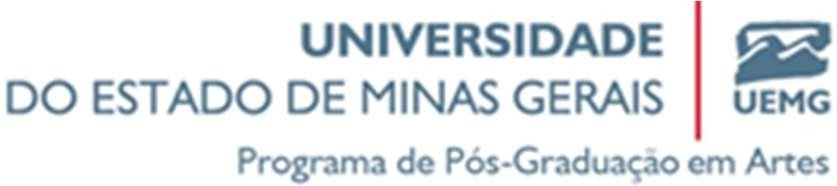 UNIVERSIDADE
DO ESTADO DE MINAS GERAIS
UEMG
Programa de Pós-Graduação em Artes